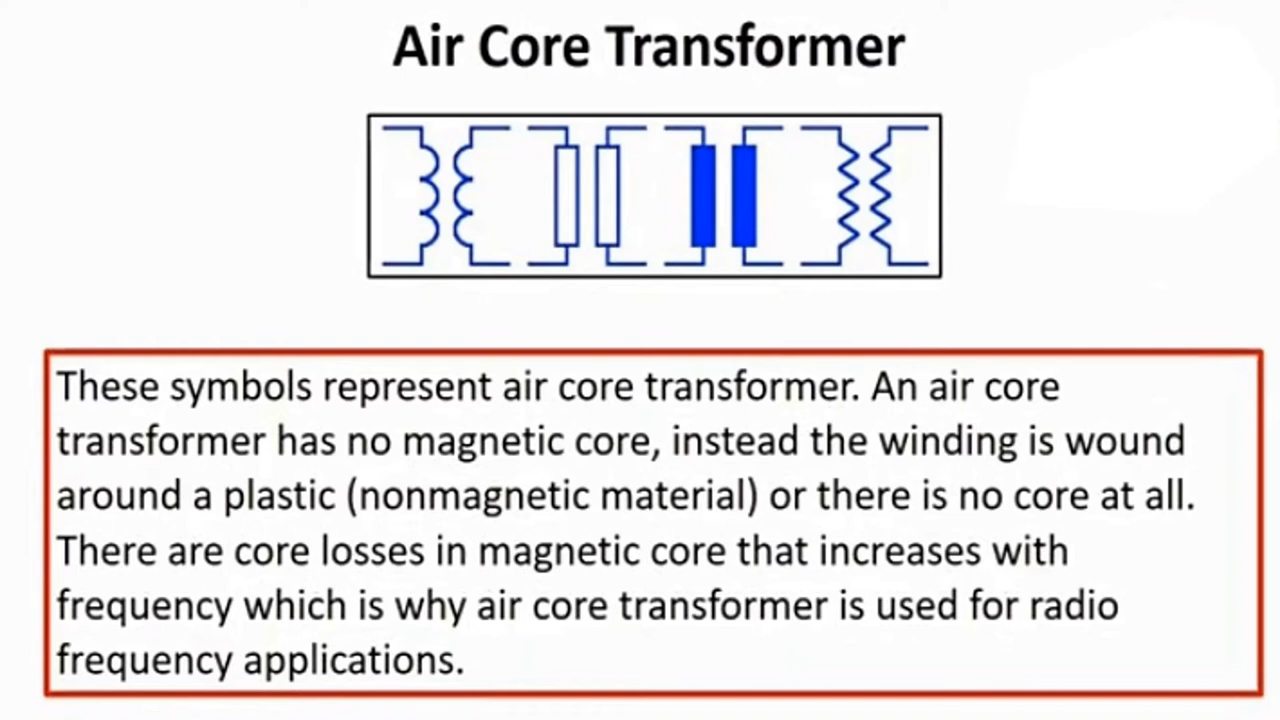 Air Core Transformer
These symbols represent air core transformer. An air core
transformer has no magnetic core, instead the winding is wound
around a plastic (nonmagnetic material) or there is no core at all.
There are core losses in magnetic core that increases with
frequency which is why air core transformer is used for radio
frequency applications.